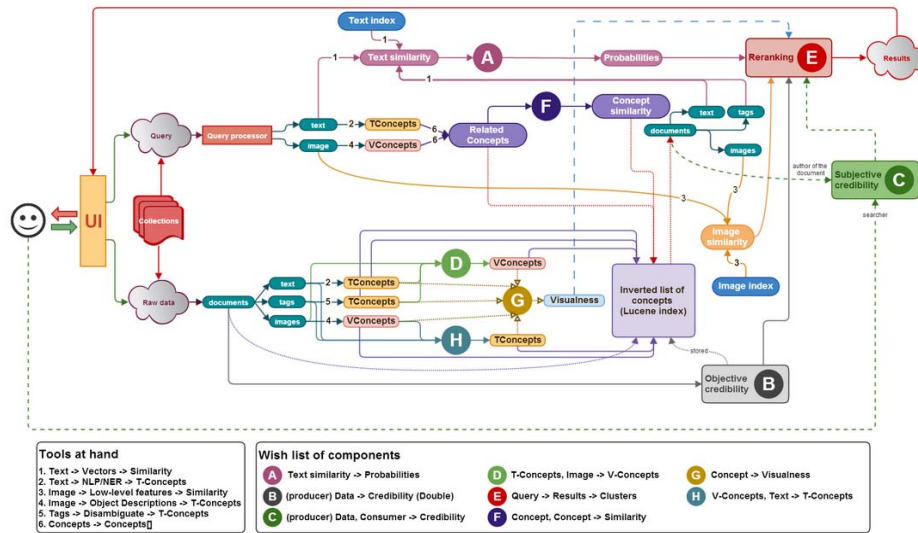 Text index
1
1
Text similarity
A
Probabilities
Reranking
E
Results
1
Query
Query processor
text
2
TConcepts
6
image
4
VConcepts
6
Related
Concepts
F
Concept
similarity
text
tags
documents
images
author of the
document
Subjective
credibility
C
searcher
UI
Collections
3
3
Image
similarity
3
Image index
Raw data
documents
text
2
TConcepts
tags
5
TConcepts
images
4
VConcepts
D
VConcepts
G
Visualness
H
TConcepts
Inverted list of
concepts
(Lucene index)
stored
Objective
credibility
B
Tools at hand
1. Text -> Vectors -> Similarity
2. Text -> NLP/NER -> T-Concepts
3. Image -> Low-level features -> Similarity
4. Image -> Object Descriptions -> T-Concepts
5. Tags -> Disambiguate -> T-Concepts
6. Concepts -> Concepts[]
Wish list of components
A Text similarity -> Probabilities
B (producer) Data -> Credibility (Double)
C (producer) Data, Consumer -> Credibility
D T-Concepts, Image -> V-Concepts
E Query -> Results -> Clusters
F Concept, Concept -> Similarity
G Concept -> Visualness
H V-Concepts, Text -> T-Concepts